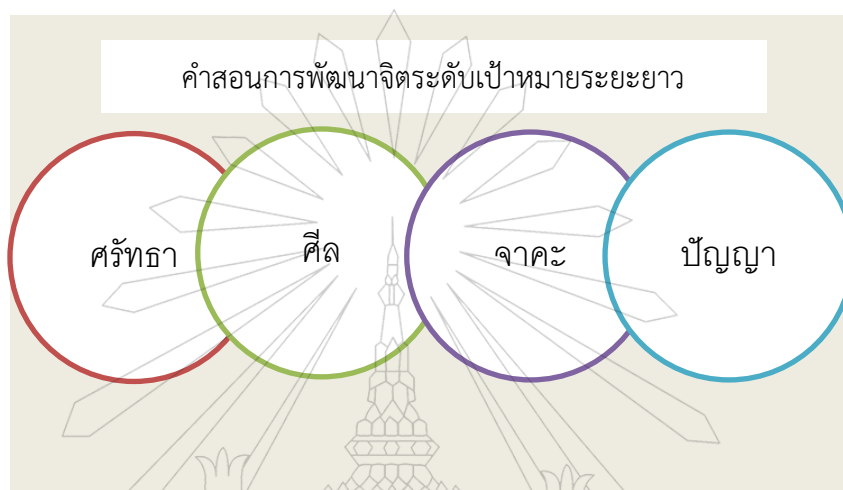 คำสอนการพัฒนาจิตระดับเป้าหมายระยะยาว
ศรัทธา
ศีล
จาคะ
ปัญญา